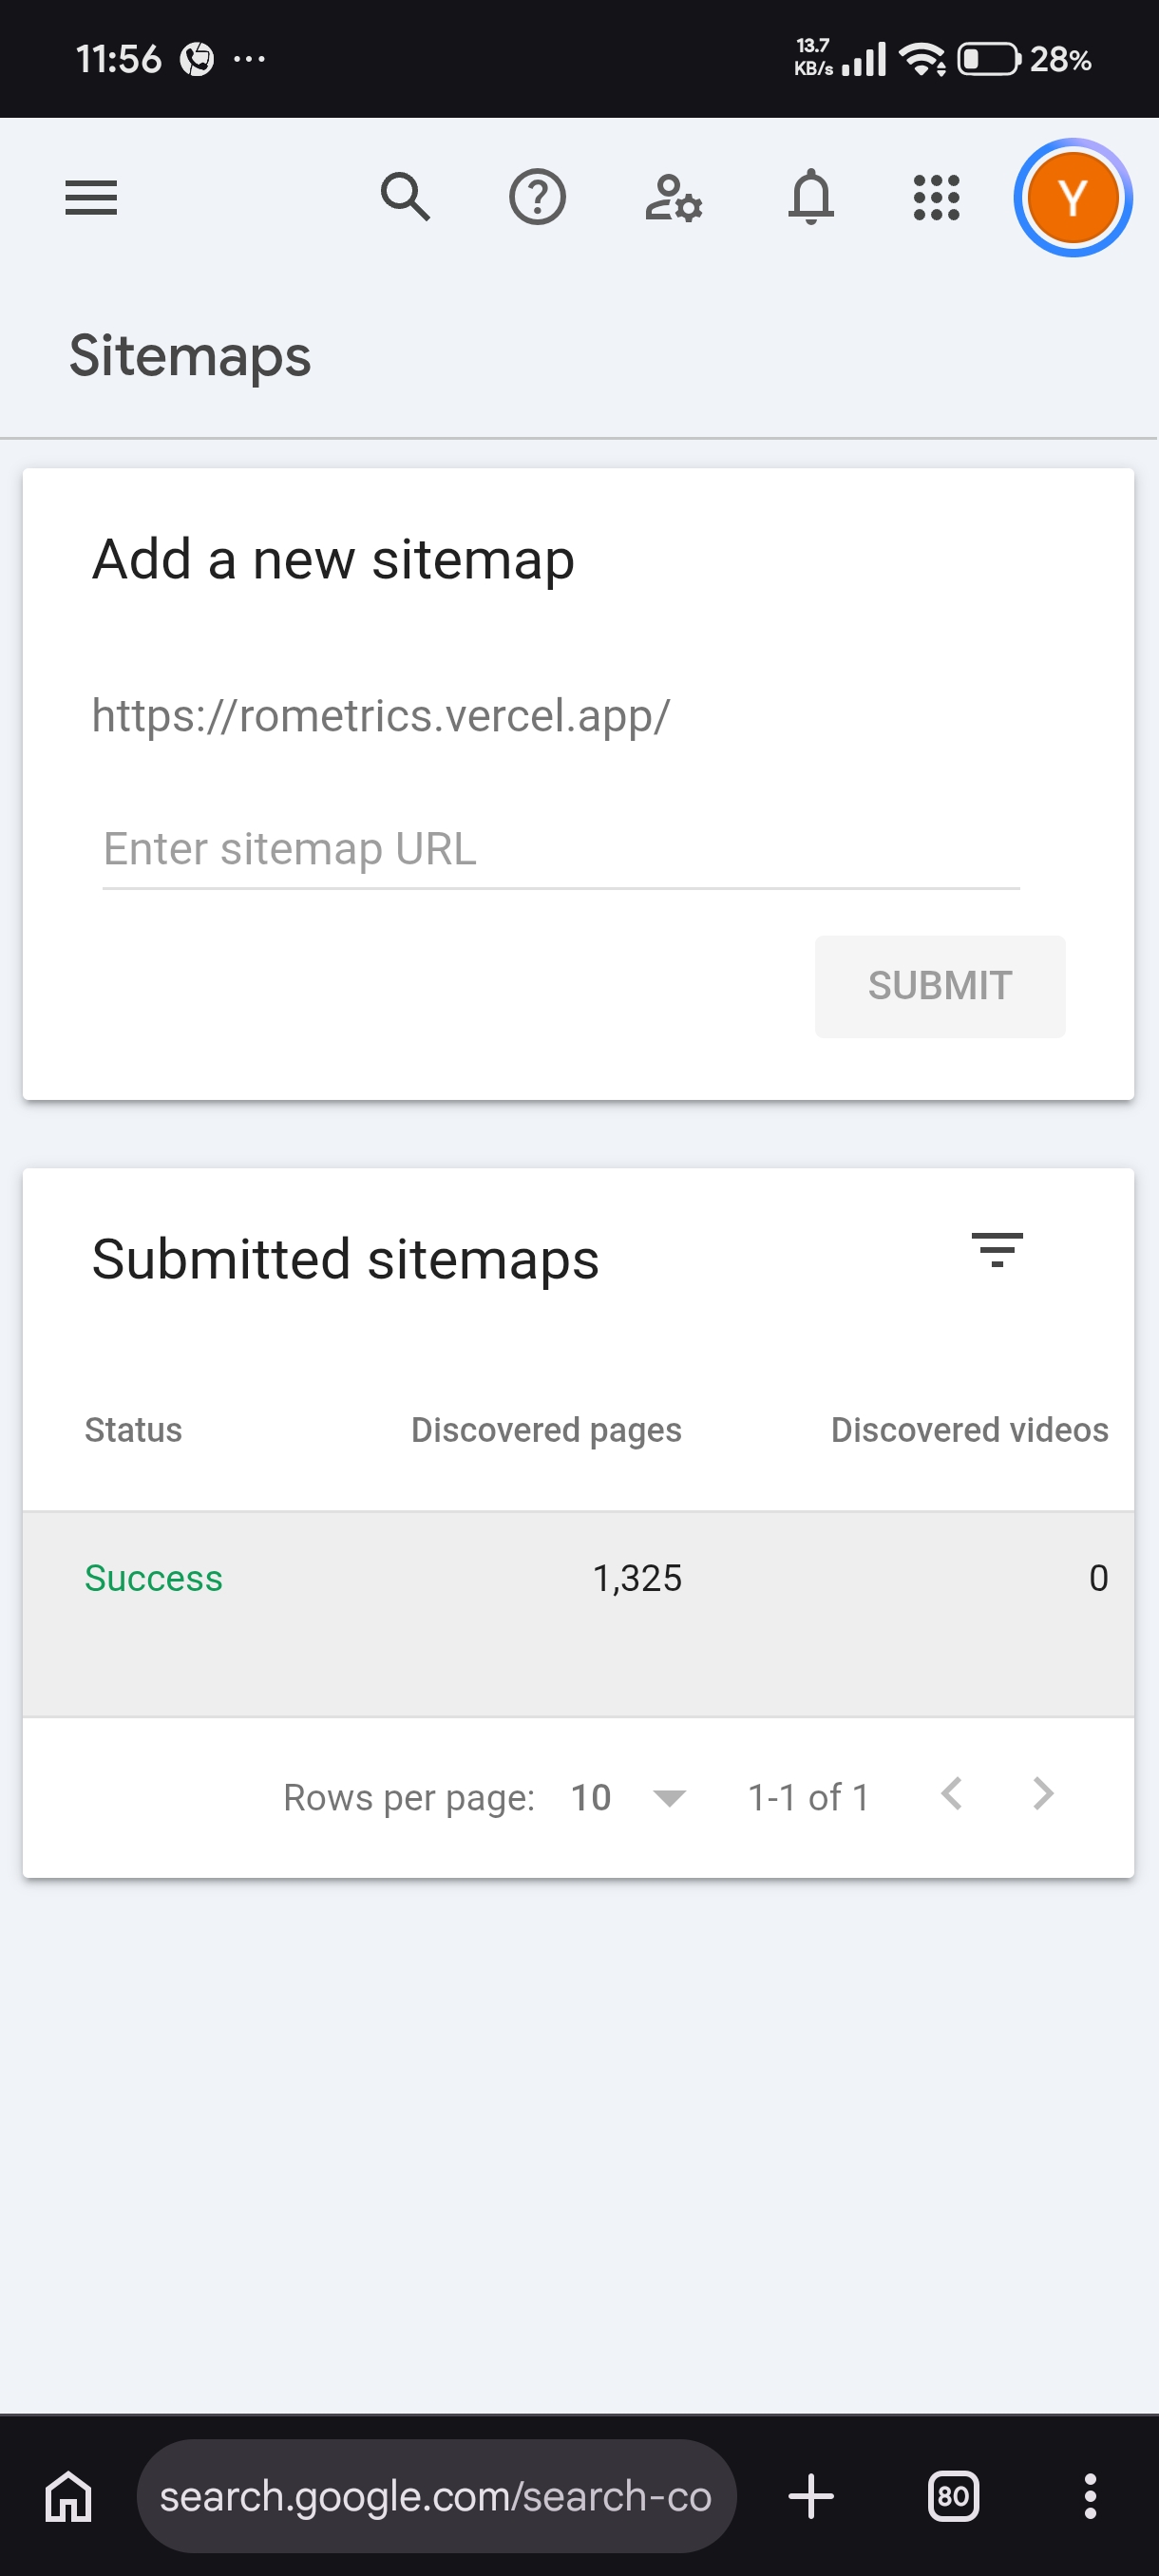 11:56 ...
13.7
KB/s
28%
Y
Sitemaps
Add a new sitemap
https://rometrics.vercel.app/
Enter sitemap URL
SUBMIT
Submitted sitemaps
Status Discovered pages Discovered videos
Success 1,325 0
Rows per page: 10 1-1 of 1
search.google.com/search-co
80